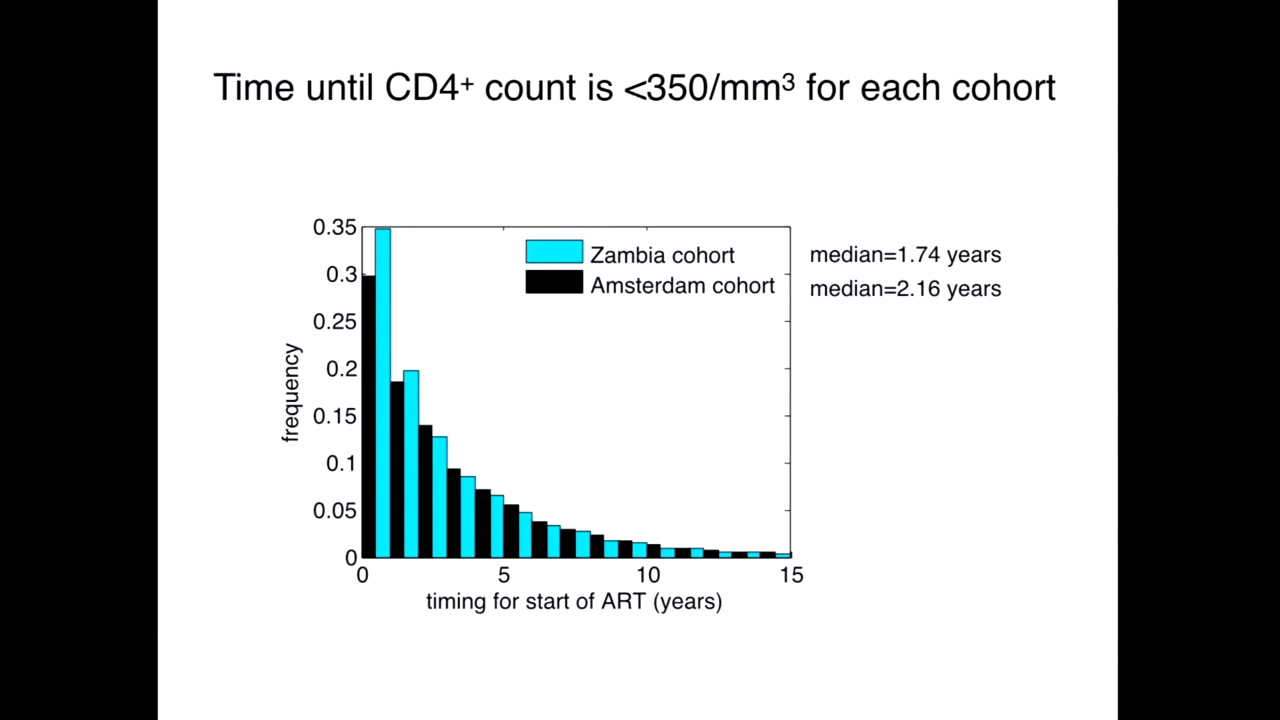 Time until CD4⁺ count is <350/mm³ for each cohort
0.35
0.3
0.25
0.2
0.15
0.1
0.05
0
frequency
Zambia cohort median=1.74 years
Amsterdam cohort median=2.16 years
0 5 10 15
timing for start of ART (years)